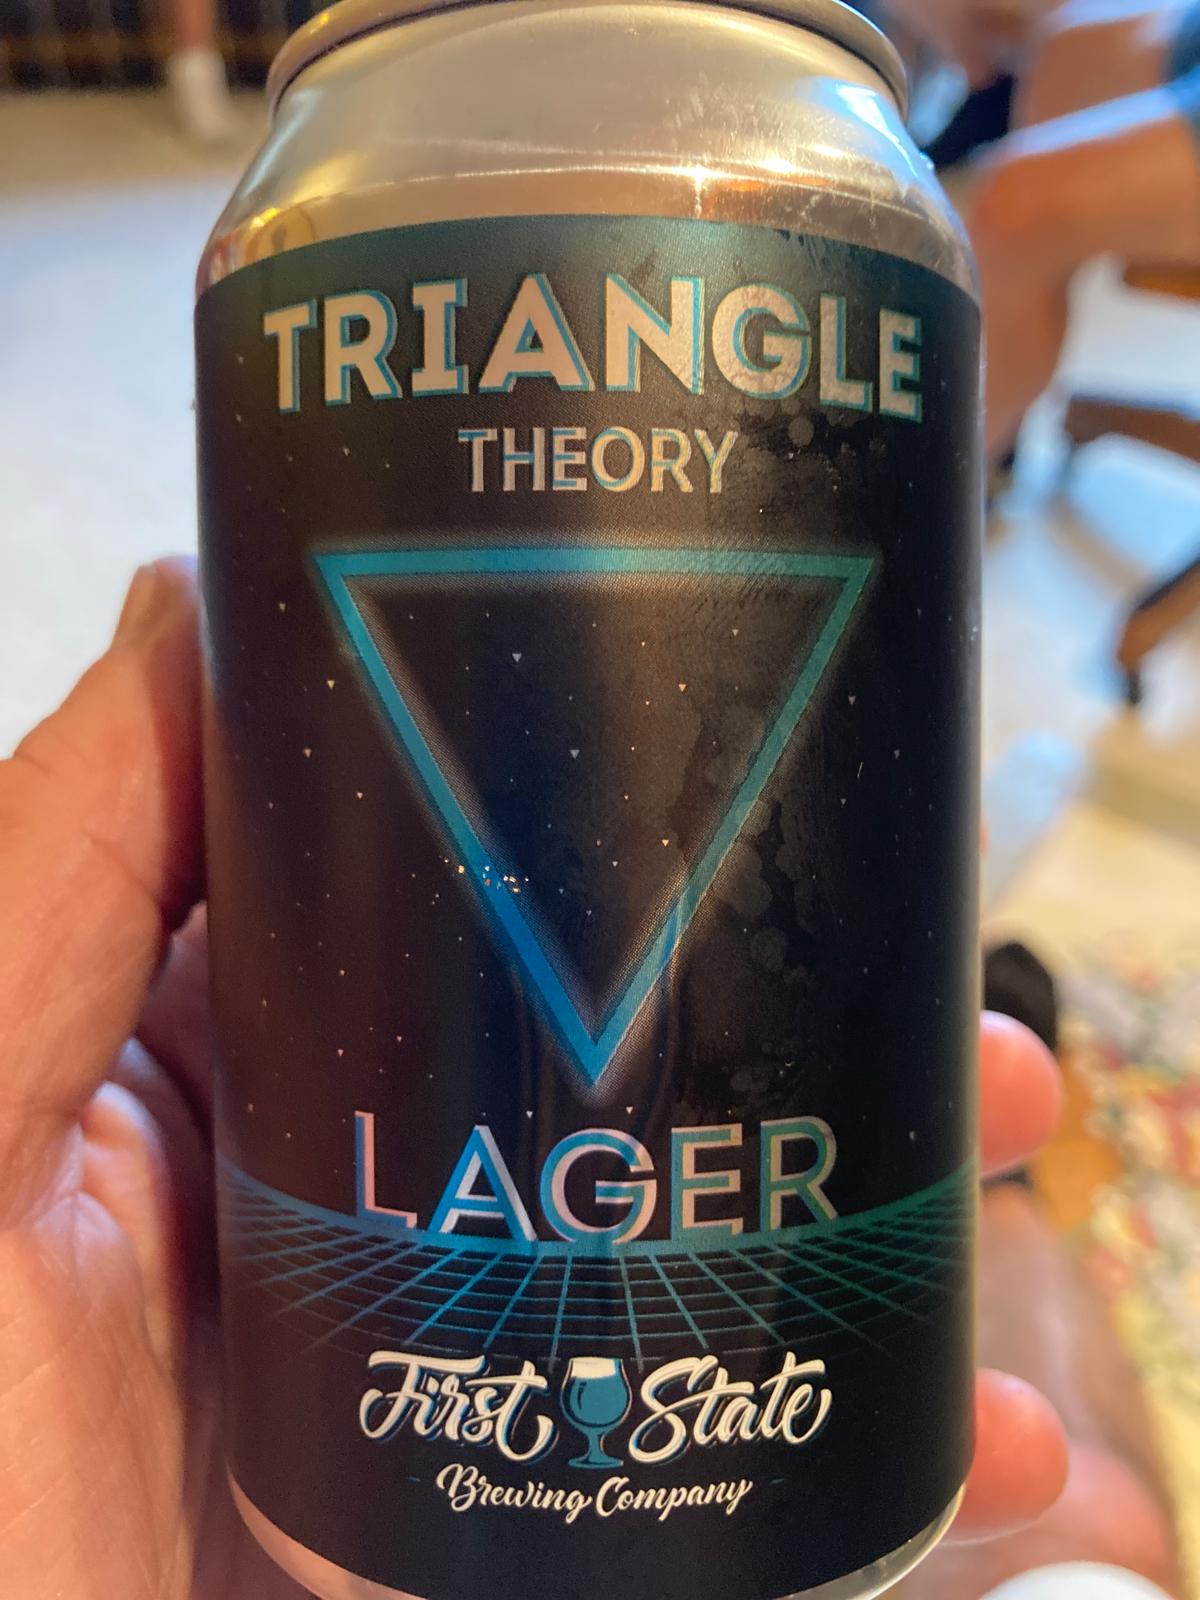 TRIANGLE
THEORY
LAGER
First State
Brewing Company